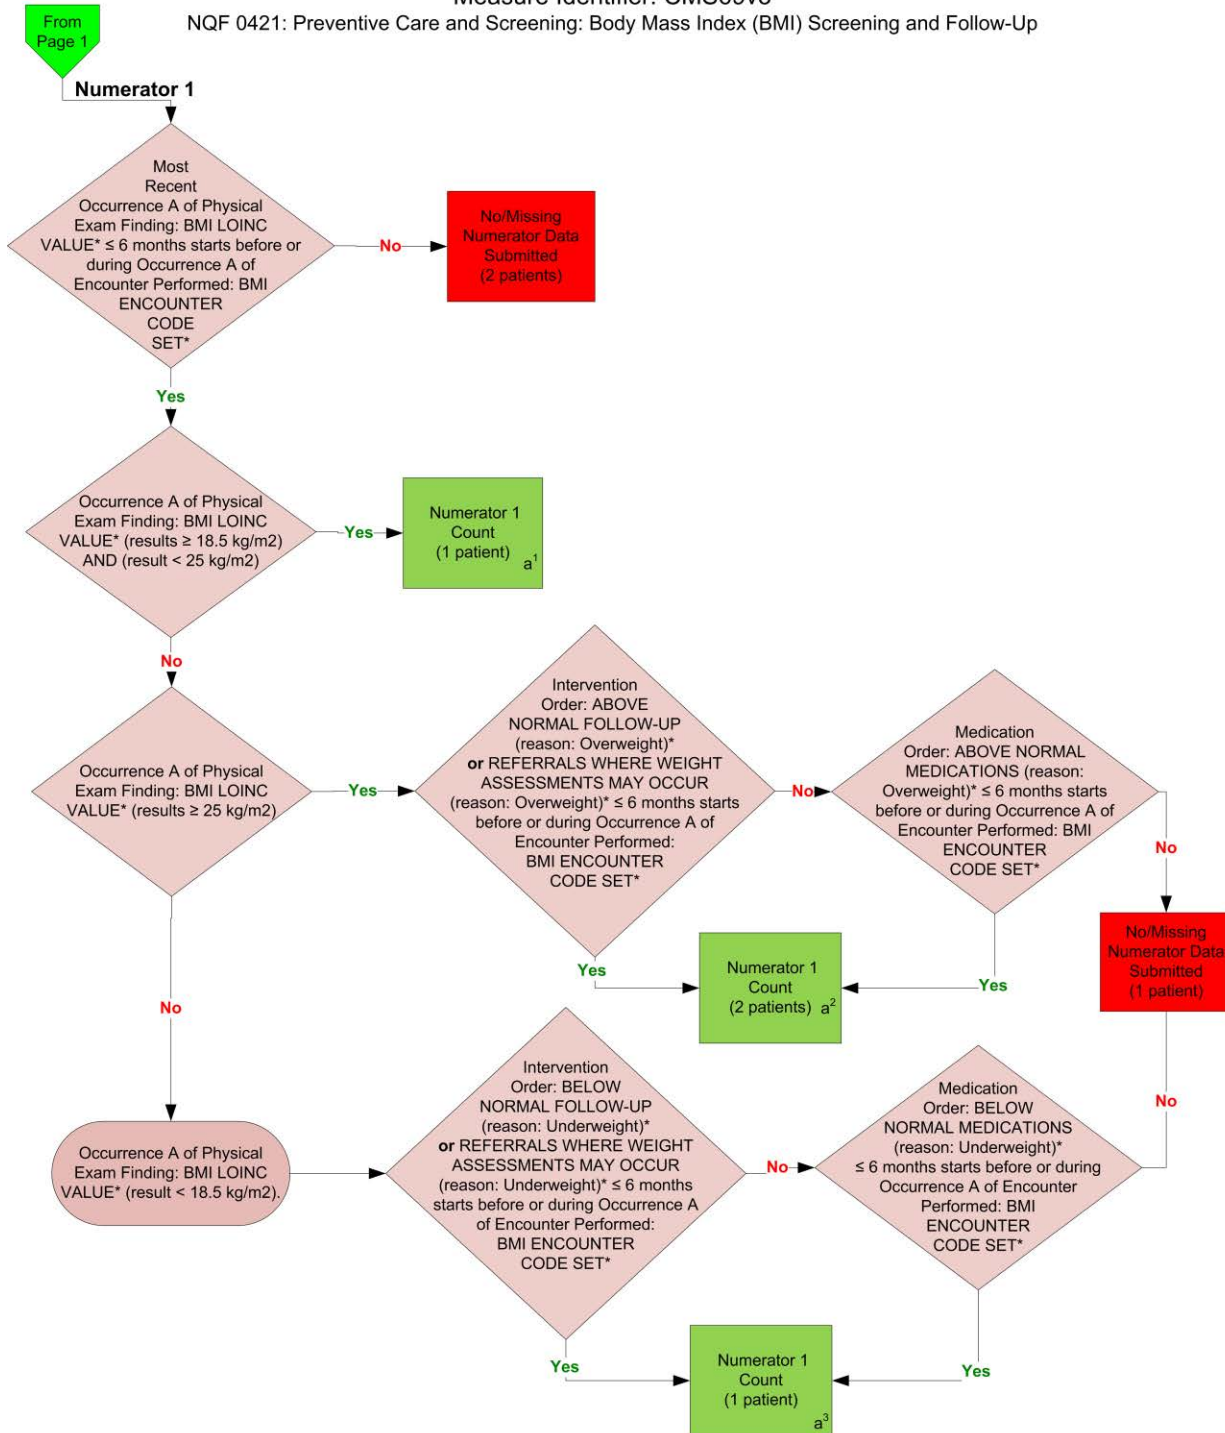 NQF 0421: Preventive Care and Screening: Body Mass Index (BMI) Screening and Follow-Up
From
Page 1
Numerator 1
Most
Recent
Occurrence A of Physical
Exam Finding: BMI LOINC
VALUE* ≤ 6 months starts before or
during Occurrence A of
Encounter Performed: BMI
ENCOUNTER
CODE
SET*
No
No/Missing
Numerator Data
Submitted
(2 patients)
Yes
Occurrence A of Physical
Exam Finding: BMI LOINC
VALUE* (results ≥ 18.5 kg/m2)
AND (result < 25 kg/m2)
Yes
Numerator 1
Count
(1 patient)
a¹
No
Occurrence A of Physical
Exam Finding: BMI LOINC
VALUE* (results ≥ 25 kg/m2)
Yes
Intervention
Order: ABOVE
NORMAL FOLLOW-UP
(reason: Overweight)*
or REFERRALS WHERE WEIGHT
ASSESSMENTS MAY OCCUR
(reason: Overweight)* ≤ 6 months starts
before or during Occurrence A of
Encounter Performed:
BMI ENCOUNTER
CODE SET*
No
Medication
Order: ABOVE NORMAL
MEDICATIONS (reason:
Overweight)* ≤ 6 months starts
before or during Occurrence A of
Encounter Performed: BMI
ENCOUNTER
CODE SET*
No
No/Missing
Numerator Data
Submitted
(1 patient)
Yes
Numerator 1
Count
(2 patients) a²
Yes
No
Occurrence A of Physical
Exam Finding: BMI LOINC
VALUE* (result < 18.5 kg/m2).
Intervention
Order: BELOW
NORMAL FOLLOW-UP
(reason: Underweight)*
or REFERRALS WHERE WEIGHT
ASSESSMENTS MAY OCCUR
(reason: Underweight)* ≤ 6 months
starts before or during Occurrence A
of Encounter Performed:
BMI ENCOUNTER
CODE SET*
No
Medication
Order: BELOW
NORMAL MEDICATIONS
(reason: Underweight)*
≤ 6 months starts before or during
Occurrence A of Encounter
Performed: BMI
ENCOUNTER
CODE SET*
No
Yes
Numerator 1
Count
(1 patient)
a³
Yes